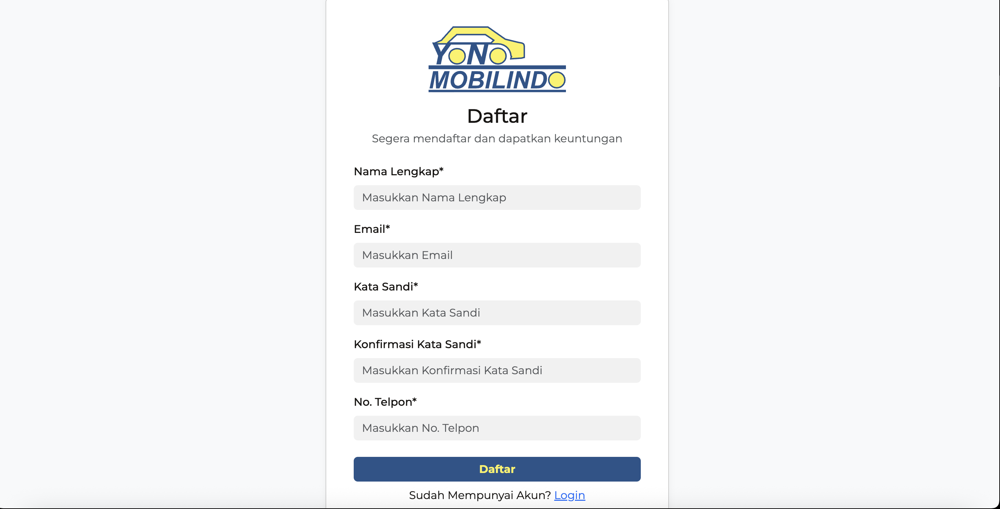 YONO
MOBILINDO
Daftar
Segera mendaftar dan dapatkan keuntungan
Nama Lengkap*
Masukkan Nama Lengkap
Email*
Masukkan Email
Kata Sandi*
Masukkan Kata Sandi
Konfirmasi Kata Sandi*
Masukkan Konfirmasi Kata Sandi
No. Telpon*
Masukkan No. Telpon
Daftar
Sudah Mempunyai Akun? Login